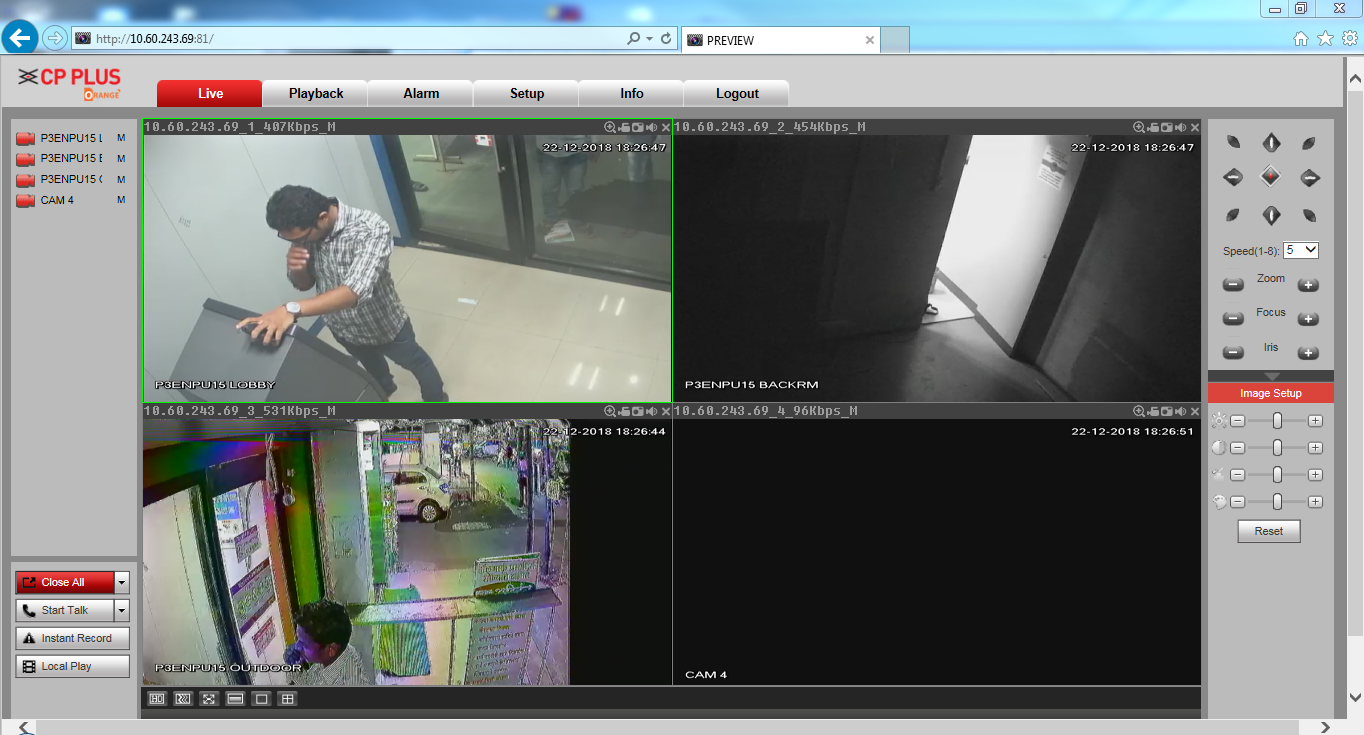 http://10.60.243.69:81/
PREVIEW
CP PLUS
ORANGE
Live
Playback
Alarm
Setup
Info
Logout
P3ENPU15 L M
P3ENPU15 E M
P3ENPU15 ( M
CAM 4 M
10.60.243.69_1_407Kbps_M
22-12-2018 18:26:47
P3ENPU15 LOBBY
10.60.243.69_2_454Kbps_M
22-12-2018 18:26:47
P3ENPU15 BACKRM
10.60.243.69_3_531Kbps_M
22-12-2018 18:26:44
P3ENPU15 OUTDOOR
10.60.243.69_4_96Kbps_M
22-12-2018 18:26:51
CAM 4
Speed(1-8): 5
Zoom
Focus
Iris
Image Setup
Reset
Close All
Start Talk
Instant Record
Local Play
HD